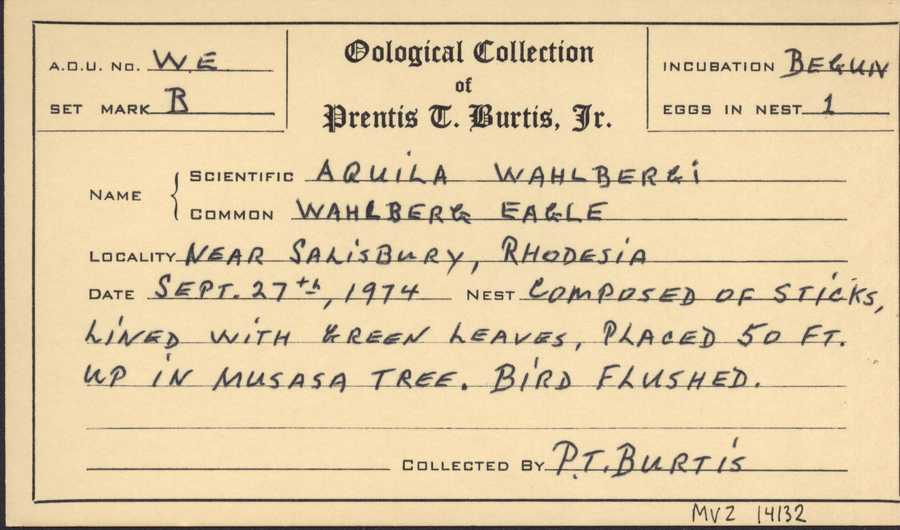 A.O.U. No. W.E
Oological Collection
INCUBATION BEGUN
SET MARK B
of
EGGS IN NEST 1
Prentis T. Burtis, Jr.
NAME { SCIENTIFIC AQUILA WAHLBERGI
COMMON WAHLBERG EAGLE
LOCALITY NEAR SALISBURY, RHODESIA
DATE SEPT. 27th, 1974 NEST COMPOSED OF STICKS,
LINED WITH GREEN LEAVES, PLACED 50 FT.
UP IN MUSASA TREE. BIRD FLUSHED.
COLLECTED BY P.T. BURTIS
MVZ 14132